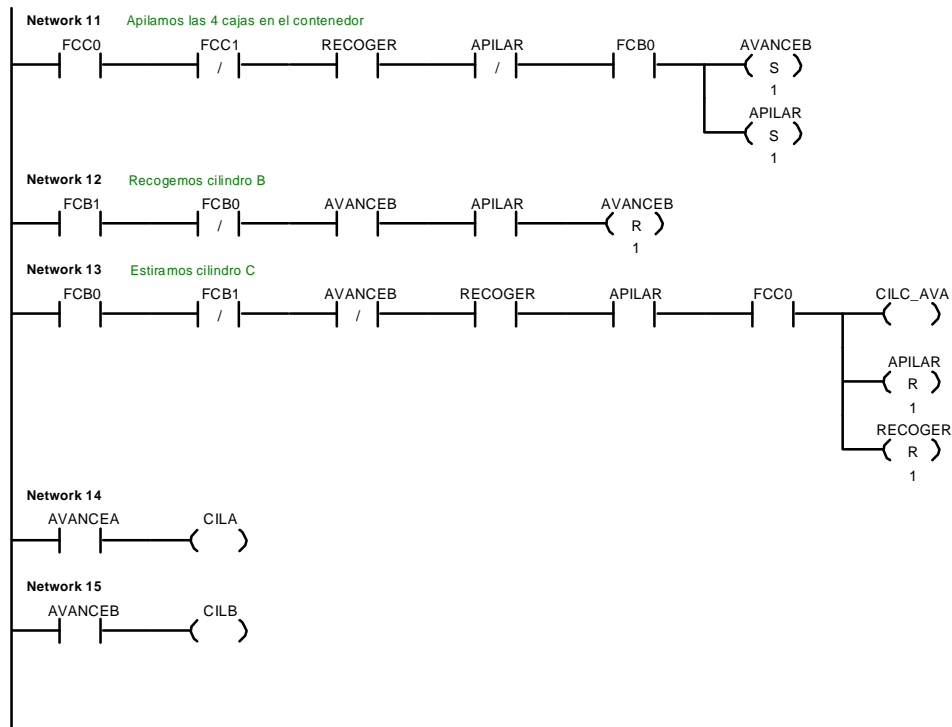 Network 11 Apilamos las 4 cajas en el contenedor
FCC0 FCC1 RECOGER APILAR FCB0 AVANCEB
/ / S
1
APILAR
S
1
Network 12 Recogemos cilindro B
FCB1 FCB0 AVANCEB APILAR AVANCEB
/ R
1
Network 13 Estiramos cilindro C
FCB0 FCB1 AVANCEB RECOGER APILAR FCC0 CILC_AVA
/ /
APILAR
R
1
RECOGER
R
1
Network 14
AVANCEA CILA
Network 15
AVANCEB CILB